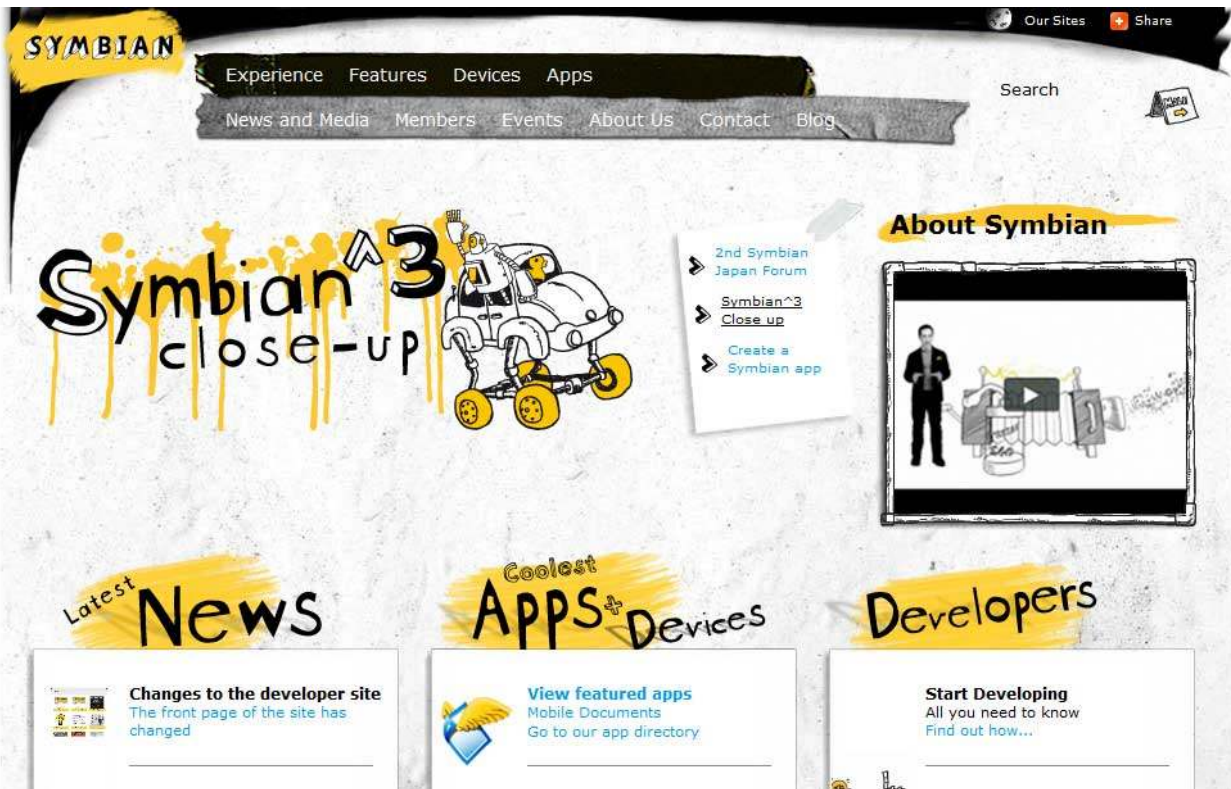 Our Sites
Share
SYMBIAN
Experience Features Devices Apps
Search
News and Media Members Events About Us Contact Blog
Symbian^3
close-up
2nd Symbian
Japan Forum
Symbian^3
Close up
Create a
Symbian app
About Symbian
Latest
News
Coolest
Apps+
Devices
Developers
Changes to the developer site
The front page of the site has
changed
View featured apps
Mobile Documents
Go to our app directory
Start Developing
All you need to know
Find out how...